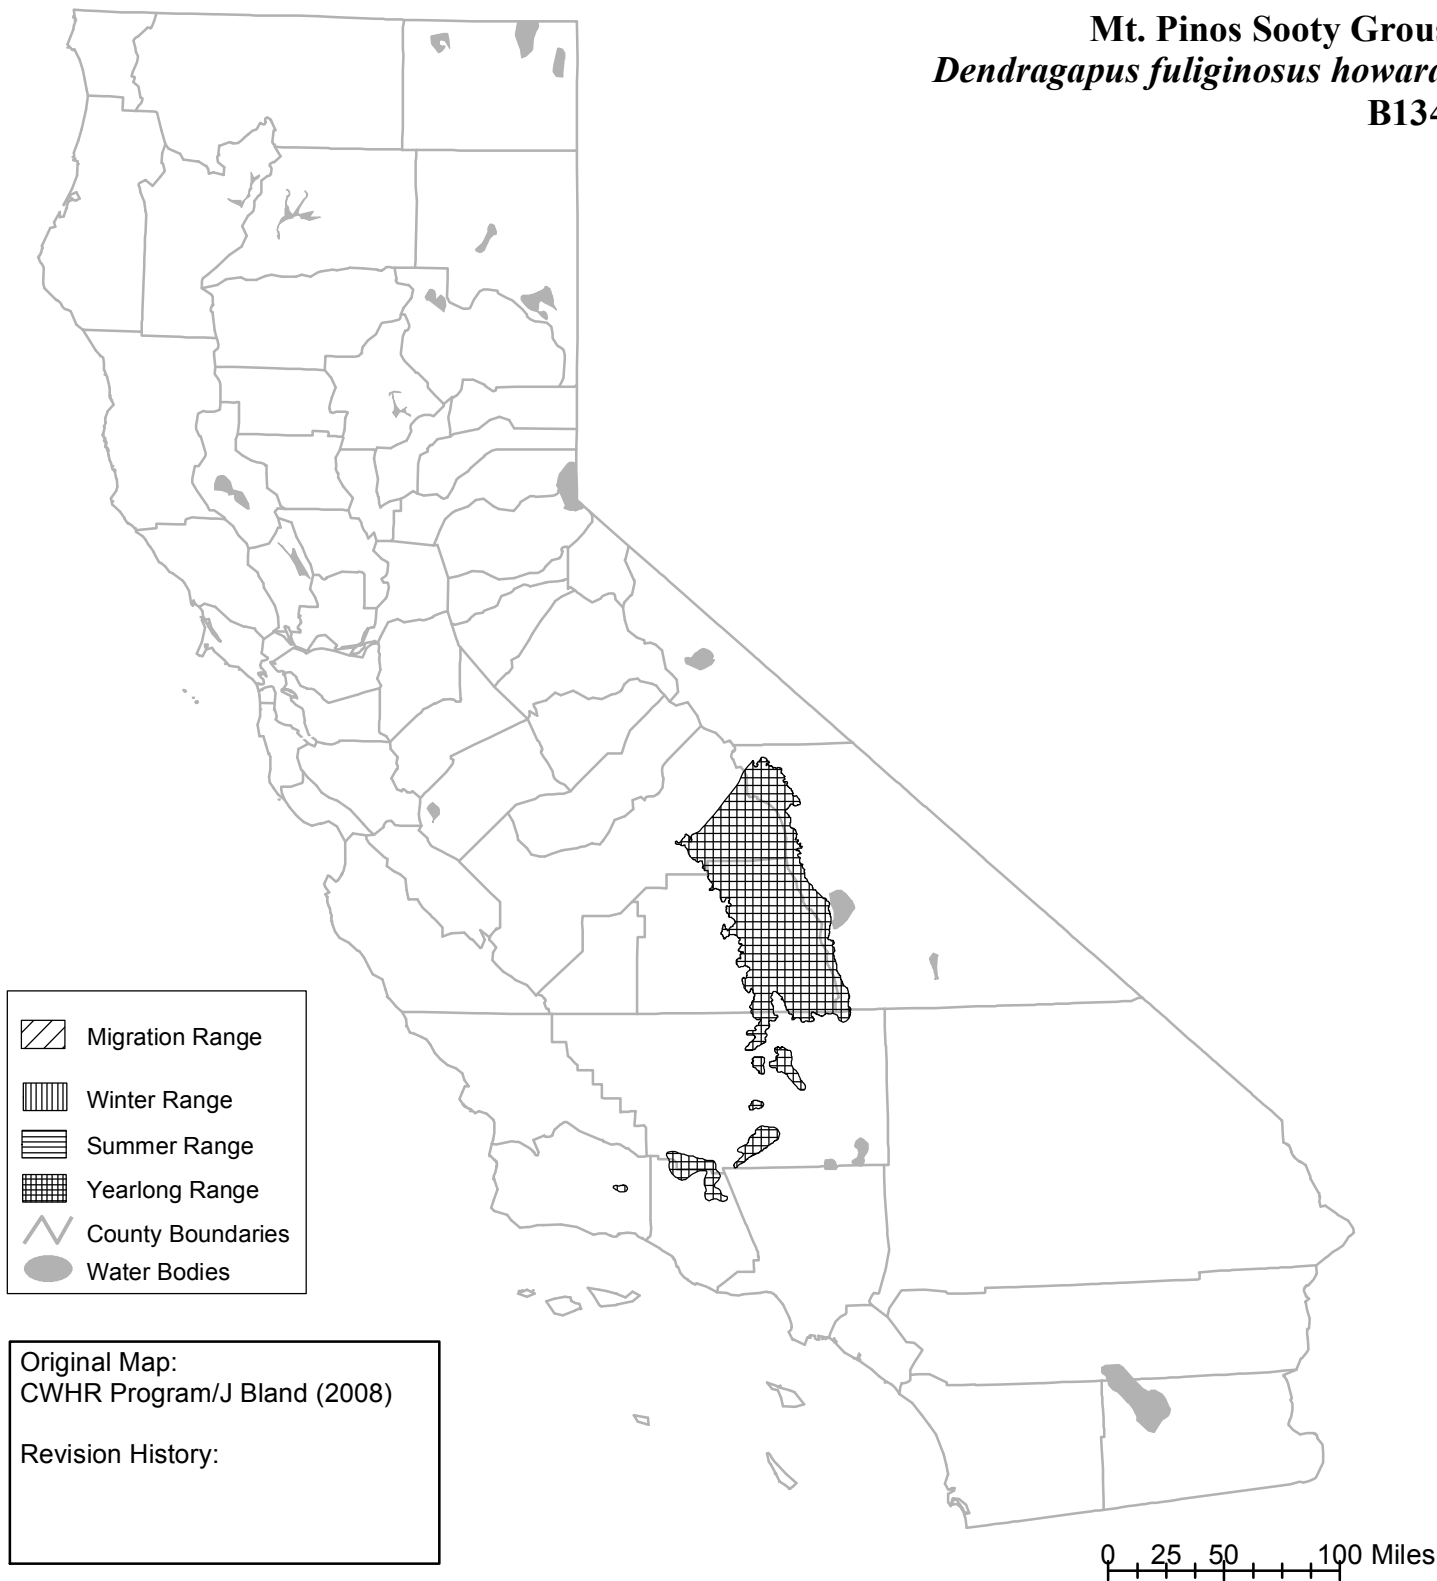 Mt. Pinos Sooty Grous
Dendragapus fuliginosus howard
B134
Migration Range
Winter Range
Summer Range
Yearlong Range
County Boundaries
Water Bodies
Original Map:
CWHR Program/J Bland (2008)
Revision History:
0 25 50 100 Miles